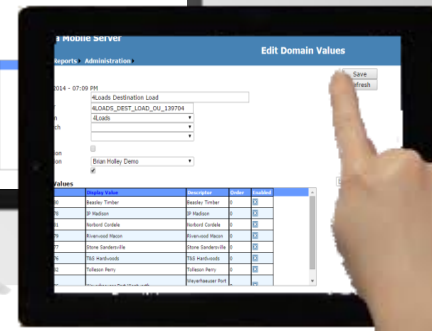 a Mobile Server
Edit Domain Values
Reports Administration
Save
2014 - 07:09 PM
efresh
4Loads Destination Load
4LOADS_DEST_LOAD_OU_139704
4Loads
Brian Holley Demo
Values
Display Value Descriptor Order Enabled
Beasley Timber Beasley Timber 0
IP Madison IP Madison 0
Norbord Cordele Norbord Cordele 0
Riverwood Macon Riverwood Macon 0
Stone Sandersville Stone Sandersville 0
T&S Hardwoods T&S Hardwoods 0
Tolleson Perry Tolleson Perry 0
Weyerhaeuser Port